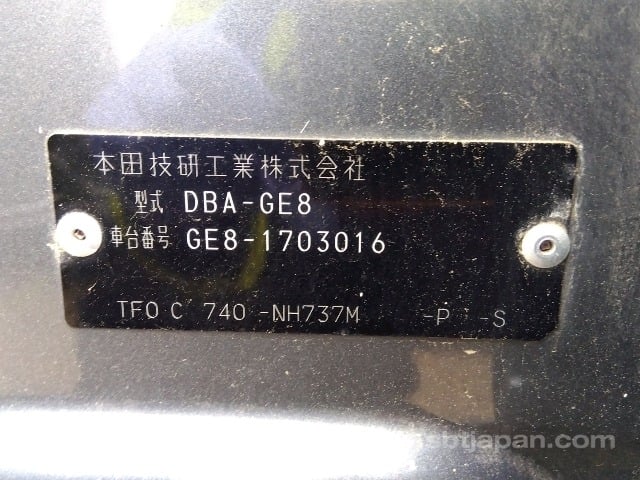 本田技研工業株式会社
型式 DBA-GE8
車台番号 GE8-1703016
TF0 C 740 -NH737M -P -S
sbtjapan.com